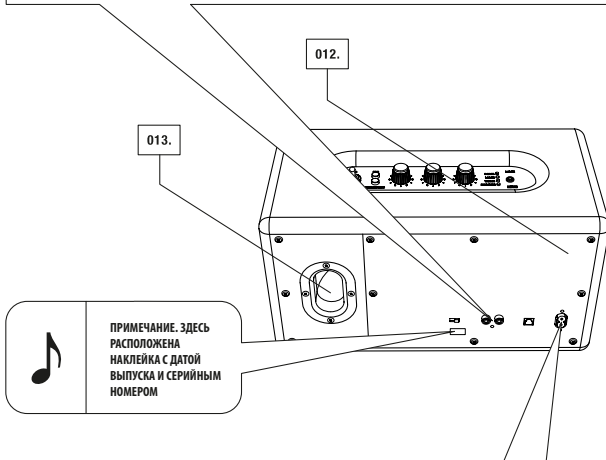 012.
013.
ПРИМЕЧАНИЕ. ЗДЕСЬ
РАСПОЛОЖЕНА
НАКЛЕЙКА С ДАТОЙ
ВЫПУСКА И СЕРИЙНЫМ
НОМЕРОМ